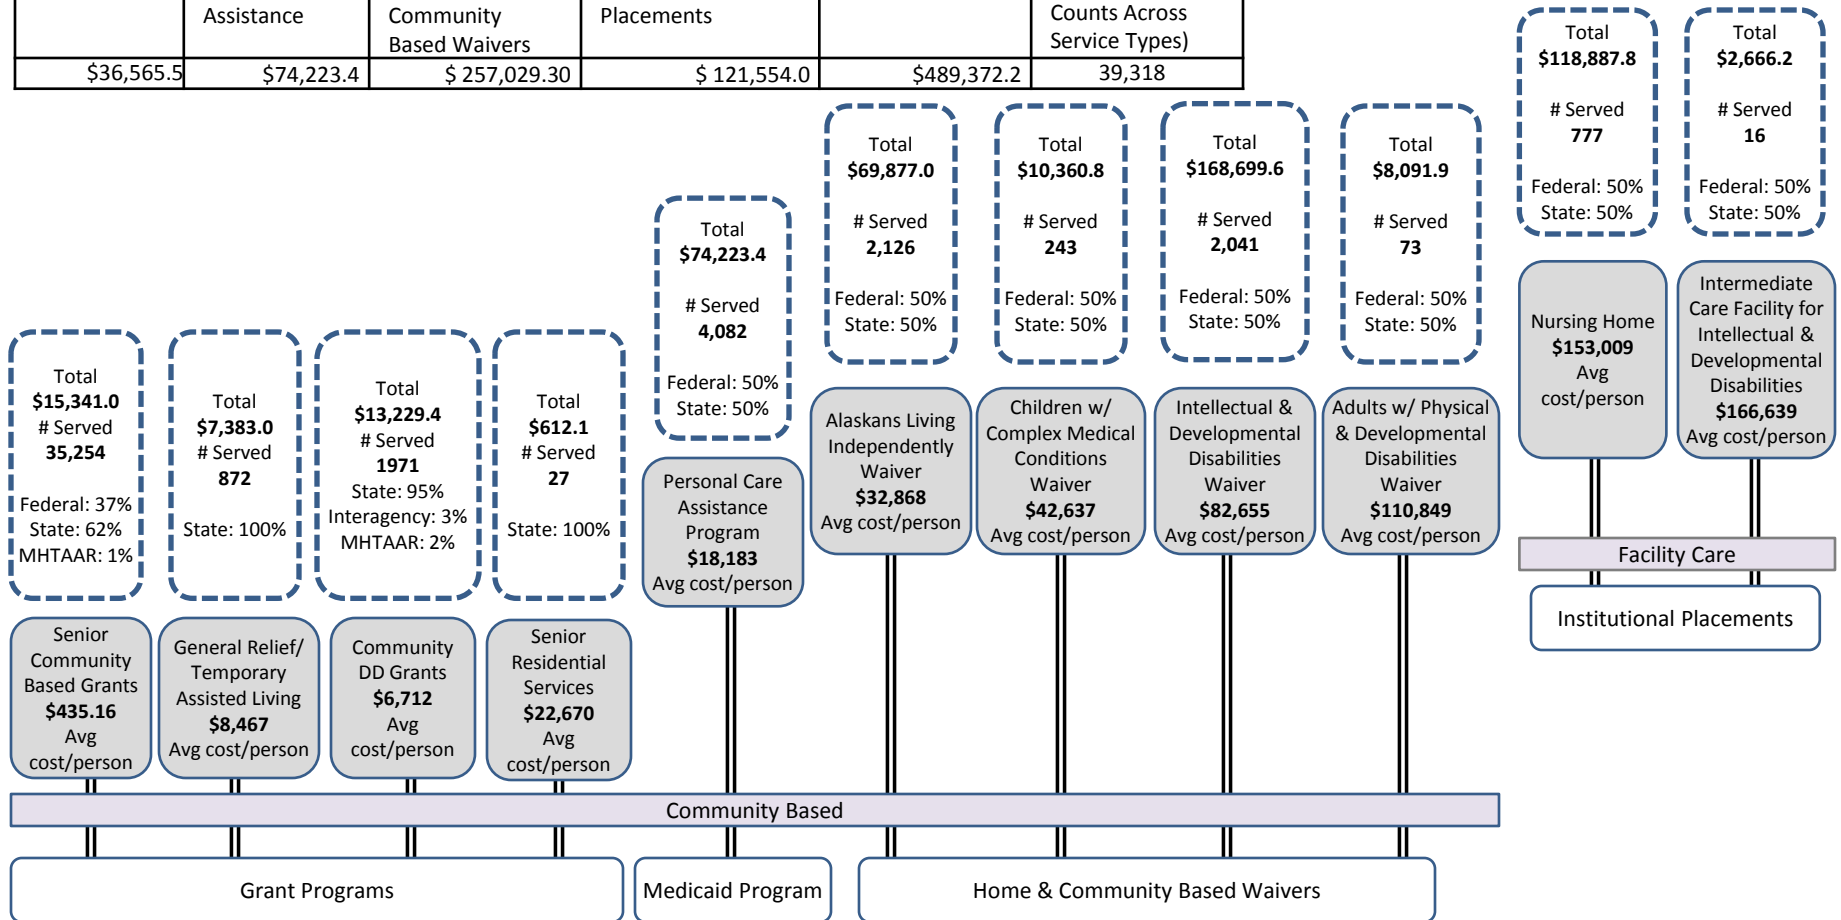 Assistance
Community
Based Waivers
Placements
Counts Across
Service Types)
$36,565.5
$74,223.4
$ 257,029.30
$ 121,554.0
$489,372.2
39,318
Total
$15,341.0
# Served
35,254
Federal: 37%
State: 62%
MHTAAR: 1%
Senior
Community
Based Grants
$435.16
Avg
cost/person
Total
$7,383.0
# Served
872
State: 100%
General Relief/
Temporary
Assisted Living
$8,467
Avg cost/person
Total
$13,229.4
# Served
1971
State: 95%
Interagency: 3%
MHTAAR: 2%
Community
DD Grants
$6,712
Avg
cost/person
Total
$612.1
# Served
27
State: 100%
Senior
Residential
Services
$22,670
Avg
cost/person
Total
$74,223.4
# Served
4,082
Federal: 50%
State: 50%
Personal Care
Assistance
Program
$18,183
Avg cost/person
Total
$69,877.0
# Served
2,126
Federal: 50%
State: 50%
Alaskans Living
Independently
Waiver
$32,868
Avg cost/person
Total
$10,360.8
# Served
243
Federal: 50%
State: 50%
Children w/
Complex Medical
Conditions
Waiver
$42,637
Avg cost/person
Total
$168,699.6
# Served
2,041
Federal: 50%
State: 50%
Intellectual &
Developmental
Disabilities
Waiver
$82,655
Avg cost/person
Total
$8,091.9
# Served
73
Federal: 50%
State: 50%
Adults w/ Physical
& Developmental
Disabilities
Waiver
$110,849
Avg cost/person
Total
$118,887.8
# Served
777
Federal: 50%
State: 50%
Nursing Home
$153,009
Avg
cost/person
Total
$2,666.2
# Served
16
Federal: 50%
State: 50%
Intermediate
Care Facility for
Intellectual &
Developmental
Disabilities
$166,639
Avg cost/person
Facility Care
Institutional Placements
Community Based
Grant Programs
Medicaid Program
Home & Community Based Waivers